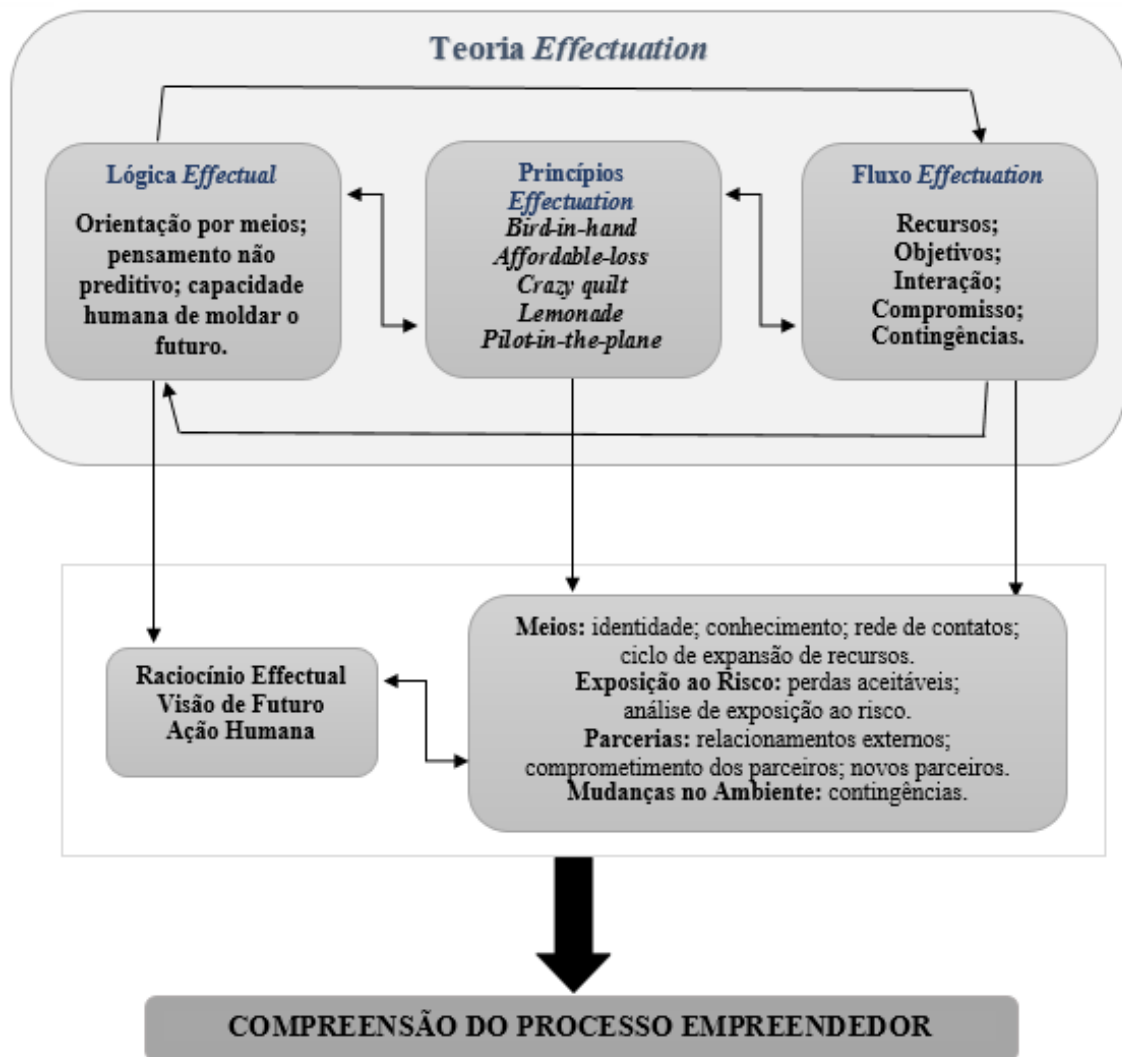 Teoria Effectuation
Lógica Effectual
Orientação por meios;
pensamento não
preditivo; capacidade
humana de moldar o
futuro.
Princípios
Effectuation
Bird-in-hand
Affordable-loss
Crazy quilt
Lemonade
Pilot-in-the-plane
Fluxo Effectuation
Recursos;
Objetivos;
Interação;
Compromisso;
Contingências.
Raciocínio Effectual
Visão de Futuro
Ação Humana
Meios: identidade; conhecimento; rede de contatos;
ciclo de expansão de recursos.
Exposição ao Risco: perdas aceitáveis;
análise de exposição ao risco.
Parcerias: relacionamentos externos;
comprometimento dos parceiros; novos parceiros.
Mudanças no Ambiente: contingências.
COMPREENSÃO DO PROCESSO EMPREENDEDOR